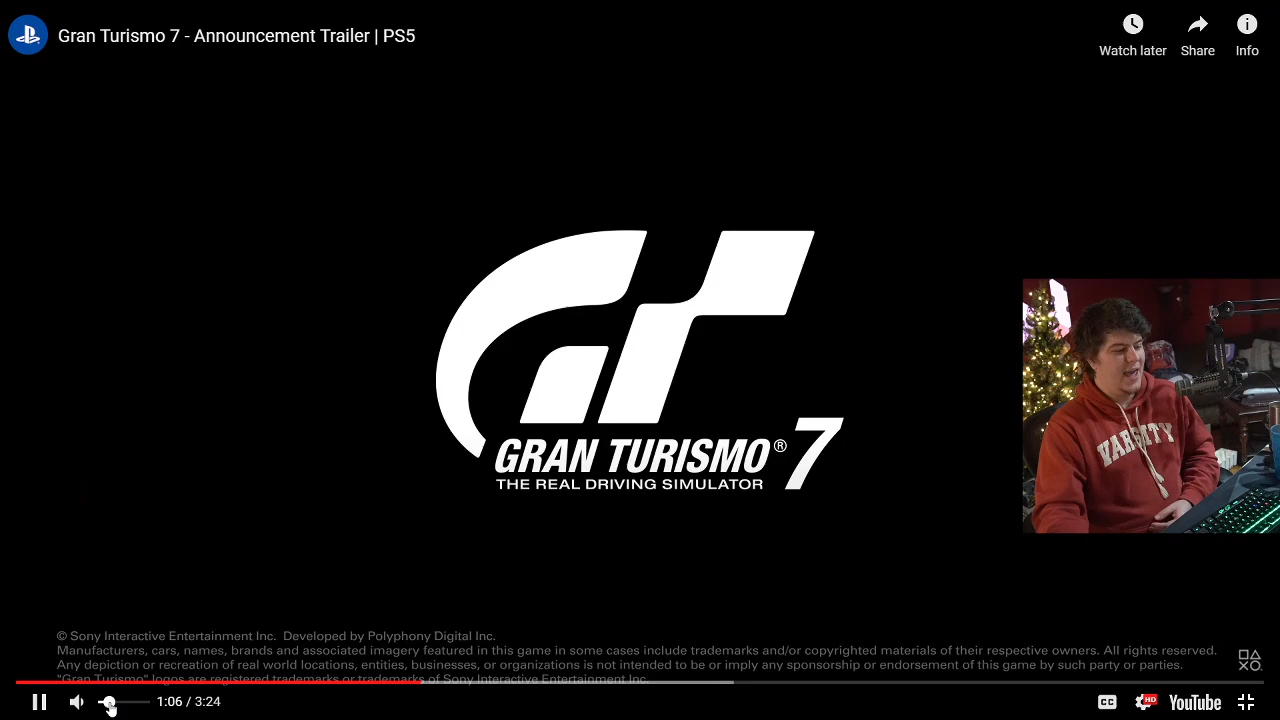 Gran Turismo 7 - Announcement Trailer | PS5
Watch later
Share
Info
GRAN TURISMO® 7
THE REAL DRIVING SIMULATOR
VARSITY
© Sony Interactive Entertainment Inc. Developed by Polyphony Digital Inc.
Manufacturers, cars, names, brands and associated imagery featured in this game in some cases include trademarks and/or copyrighted materials of their respective owners. All rights reserved.
Any depiction or recreation of real world locations, entities, businesses, or organizations is not intended to be or imply any sponsorship or endorsement of this game by such party or parties.
"Gran Turismo" logos are registered trademarks or trademarks of Sony Interactive Entertainment Inc.
1:06 / 3:24
CC
HD
YouTube